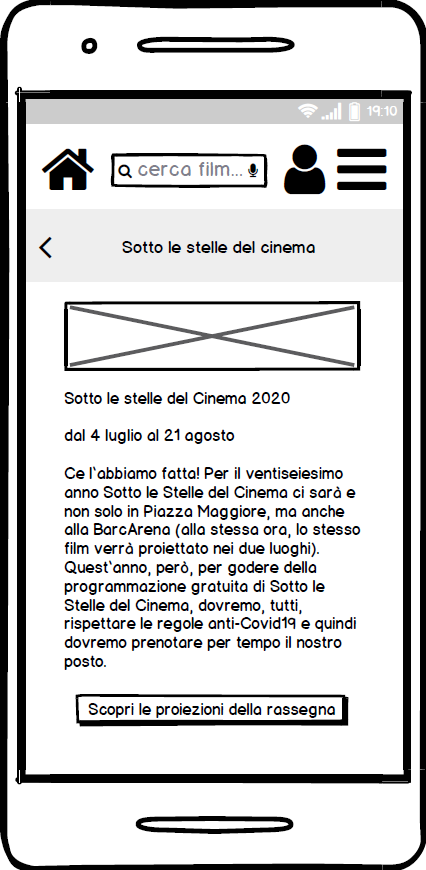 19:10
cerca film...
Sotto le stelle del cinema
Sotto le stelle del Cinema 2020
dal 4 luglio al 21 agosto
Ce l`abbiamo fatta! Per il ventiseiesimo
anno Sotto le Stelle del Cinema ci sarà e
non solo in Piazza Maggiore, ma anche
alla BarcArena (alla stessa ora, lo stesso
film verrà proiettato nei due luoghi).
Quest`anno, però, per godere della
programmazione gratuita di Sotto le
Stelle del Cinema, dovremo, tutti,
rispettare le regole anti-Covid19 e quindi
dovremo prenotare per tempo il nostro
posto.
Scopri le proiezioni della rassegna